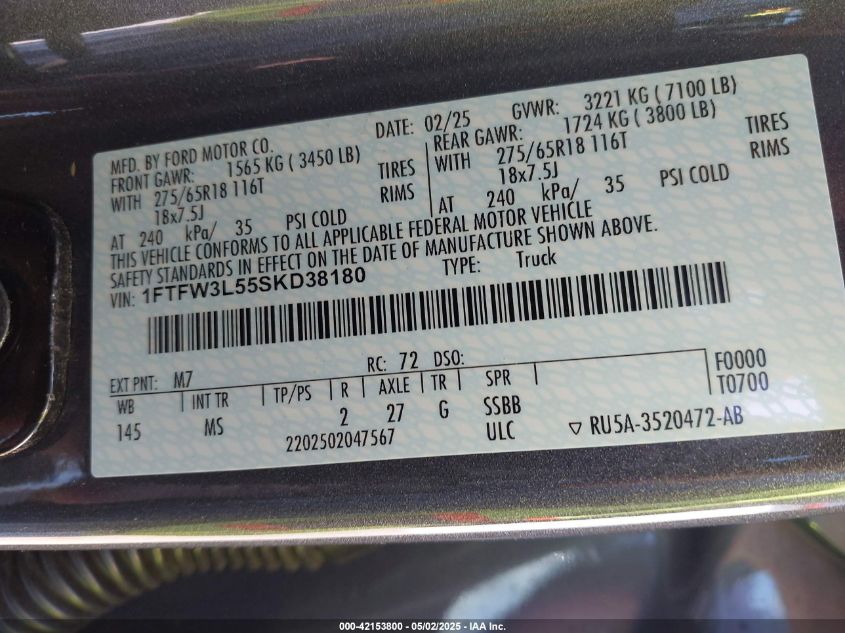 MFD. BY FORD MOTOR CO. DATE: 02/25 GVWR: 3221 KG ( 7100 LB)
FRONT GAWR: 1565 KG ( 3450 LB) REAR GAWR: 1724 KG ( 3800 LB)
WITH 275/65R18 116T TIRES WITH 275/65R18 116T TIRES
18x7.5J RIMS 18x7.5J RIMS
AT 240 kPa/ 35 PSI COLD AT 240 kPa/ 35 PSI COLD
THIS VEHICLE CONFORMS TO ALL APPLICABLE FEDERAL MOTOR VEHICLE
SAFETY STANDARDS IN EFFECT ON THE DATE OF MANUFACTURE SHOWN ABOVE.
VIN: 1FTFW3L55SKD38180 TYPE: Truck
EXT PNT: M7 RC: 72 DSO: F0000
WB INT TR TP/PS R AXLE TR SPR T0700
145 MS 2 27 G SSBB
2202502047567 ULC ▽ RU5A-3520472-AB
000-42153800 - 05/02/2025 - IAA Inc.